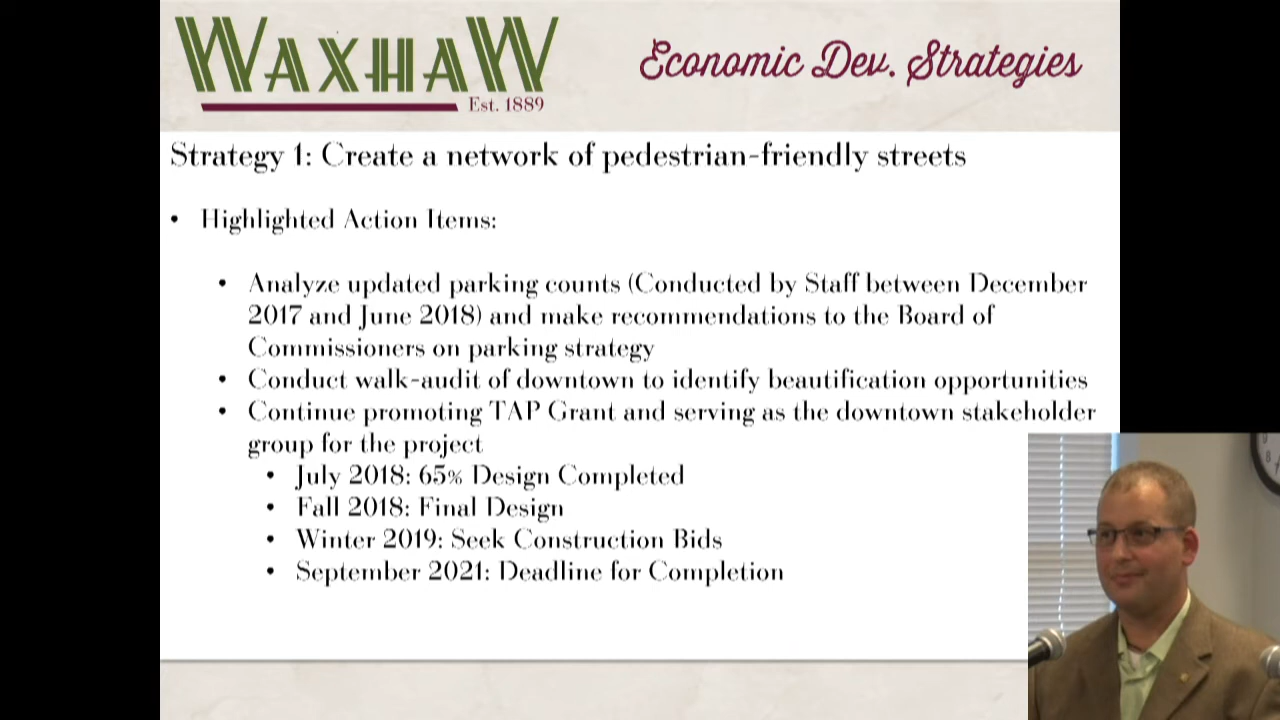 WAXHAW
Est. 1889
Economic Dev. Strategies
Strategy 1: Create a network of pedestrian-friendly streets
• Highlighted Action Items:
• Analyze updated parking counts (Conducted by Staff between December
2017 and June 2018) and make recommendations to the Board of
Commissioners on parking strategy
• Conduct walk-audit of downtown to identify beautification opportunities
• Continue promoting TAP Grant and serving as the downtown stakeholder
group for the project
• July 2018: 65% Design Completed
• Fall 2018: Final Design
• Winter 2019: Seek Construction Bids
• September 2021: Deadline for Completion
8